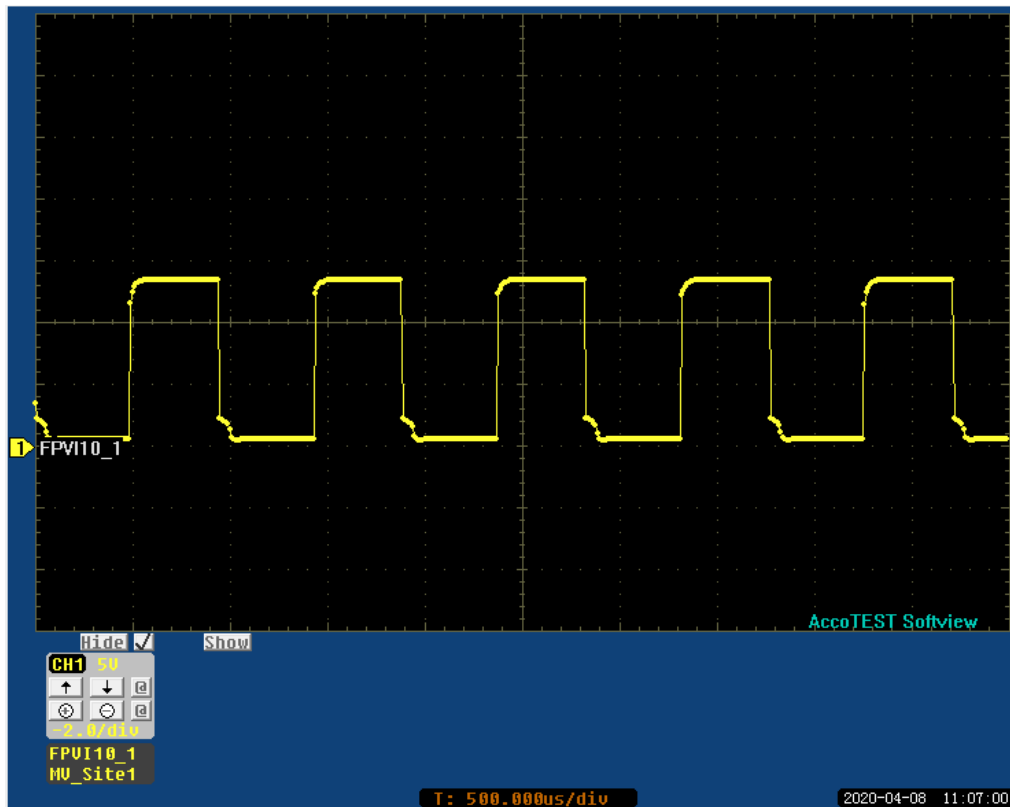 1 FPVI10_1
AccoTEST Softview
Hide Show
CH1 5V
@
@
-2.0/div
FPVI10_1
MV_Site1
T: 500.000us/div
2020-04-08 11:07:00